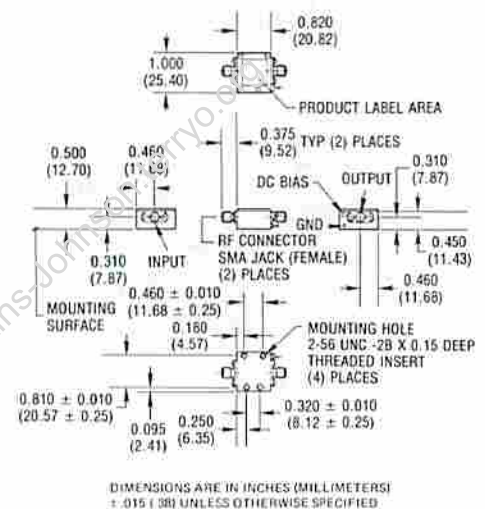 0.820
(20.82)
1.000
(25.40)
PRODUCT LABEL AREA
0.375
(9.52)
TYP (2) PLACES
0.500
(12.70)
0.460
(11.68)
0.310
(7.87)
DC BIAS
OUTPUT
GND
INPUT
0.310
(7.87)
RF CONNECTOR
SMA JACK (FEMALE)
(2) PLACES
0.450
(11.43)
0.460
(11.68)
MOUNTING
SURFACE
0.460 ± 0.010
(11.68 ± 0.25)
0.180
(4.57)
MOUNTING HOLE
2-56 UNC -2B X 0.15 DEEP
THREADED INSERT
(4) PLACES
0.810 ± 0.010
(20.57 ± 0.25)
0.095
(2.41)
0.250
(6.35)
0.320 ± 0.010
(8.12 ± 0.25)
DIMENSIONS ARE IN INCHES (MILLIMETERS)
± .015 (.38) UNLESS OTHERWISE SPECIFIED